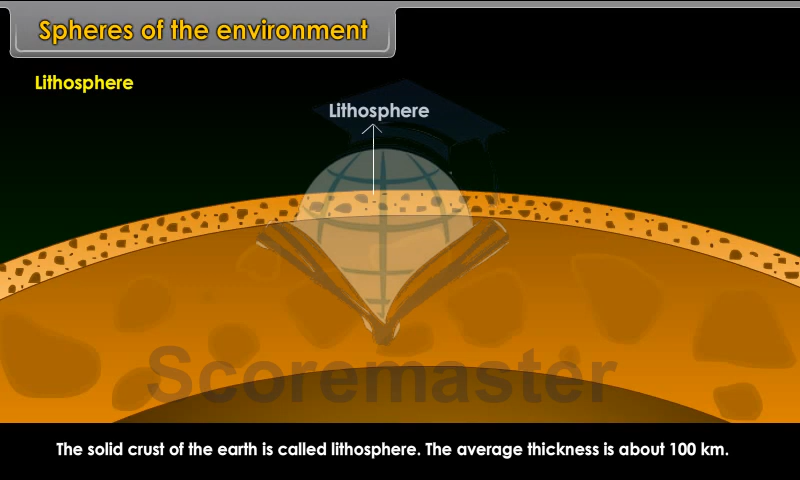 Spheres of the environment
Lithosphere
Lithosphere
Scoremaster
The solid crust of the earth is called lithosphere. The average thickness is about 100 km.